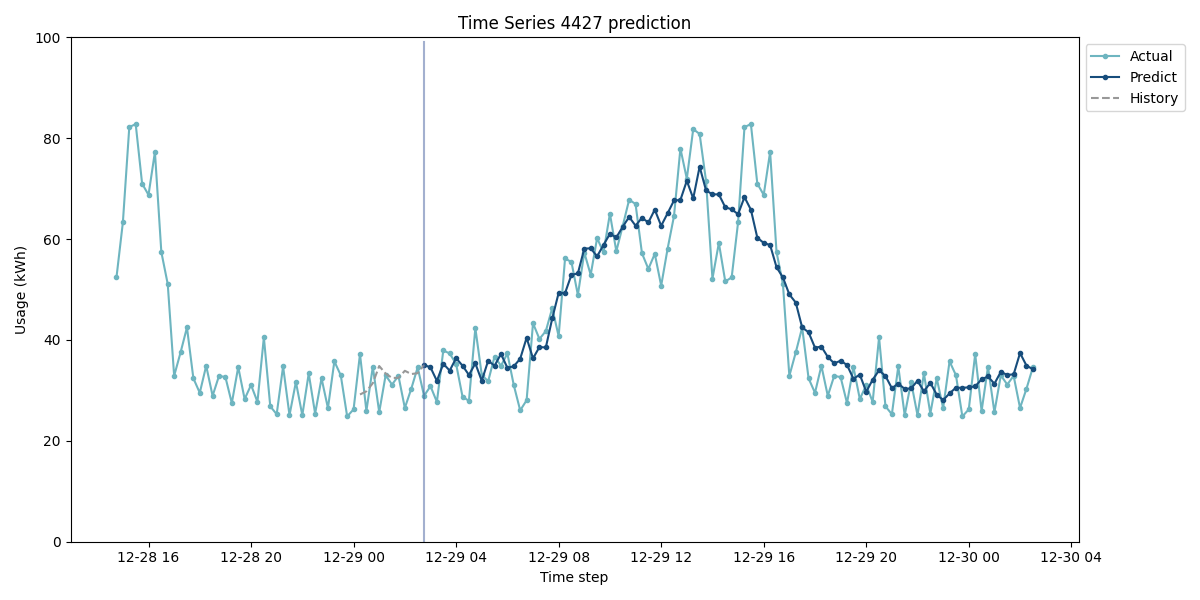 Time Series 4427 prediction
100
80
60
40
20
0
Usage (kWh)
12-28 16
12-28 20
12-29 00
12-29 04
12-29 08
12-29 12
12-29 16
12-29 20
12-30 00
12-30 04
Time step
Actual
Predict
History